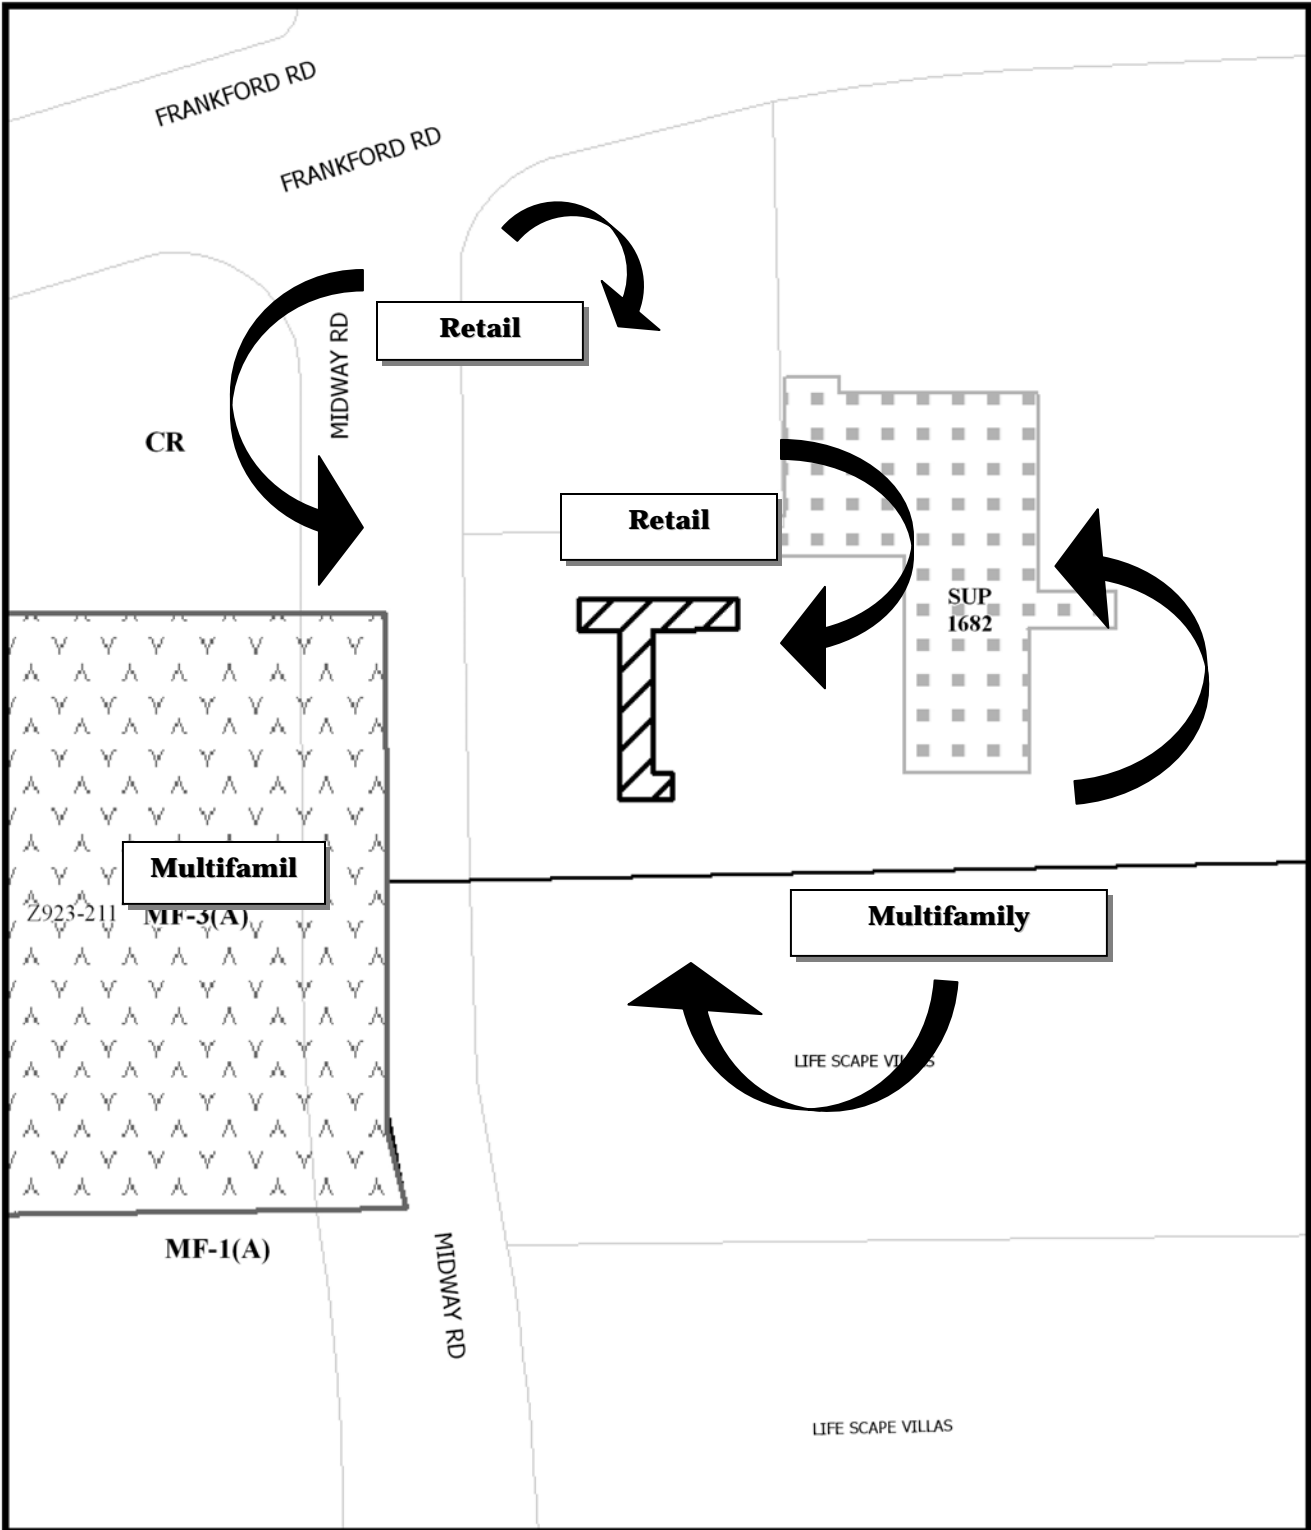 FRANKFORD RD
FRANKFORD RD
Retail
MIDWAY RD
CR
Retail
SUP
1682
Multifamil
Z923-211 MF-3(A)
Multifamily
LIFE SCAPE VILLAS
MF-1(A)
MIDWAY RD
LIFE SCAPE VILLAS